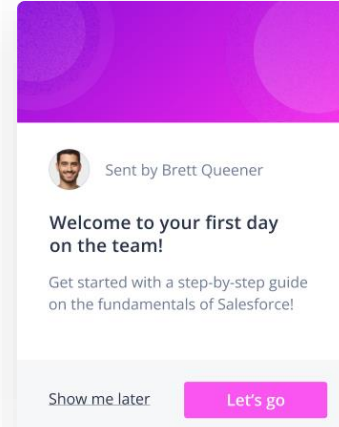 Sent by Brett Queener
Welcome to your first day
on the team!
Get started with a step-by-step guide
on the fundamentals of Salesforce!
Show me later
Let's go